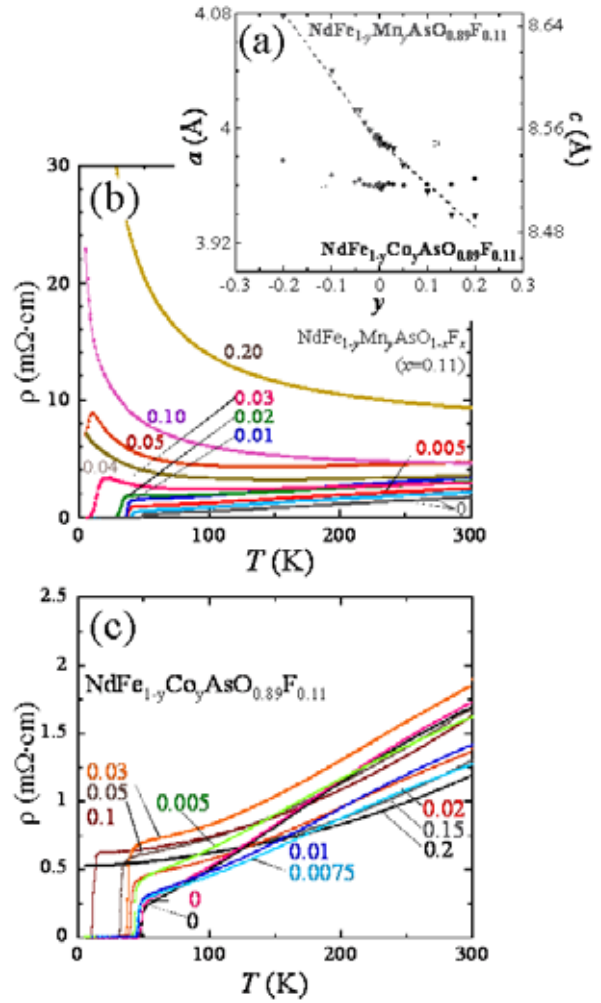 (a)
NdFe1-yMnyAsO0.89F0.11
4.08
4
3.92
a (Å)
8.64
8.56
8.48
c (Å)
NdFe1-yCoyAsO0.89F0.11
-0.3 -0.2 -0.1 0 0.1 0.2 0.3
y
(b)
30
20
10
0
ρ (mΩ·cm)
NdFe1-yMnyAsO1-xFx
(x=0.11)
0.20
0.03
0.10 0.02
0.05 0.01
0.04
0.005
0
0 100 200 300
T (K)
(c)
2.5
2
1.5
1
0.5
0
ρ (mΩ·cm)
NdFe1-yCoyAsO0.89F0.11
0.03
0.05
0.1
0.005
0.02
0.15
0.2
0.01
0.0075
0
0
0 100 200 300
T (K)